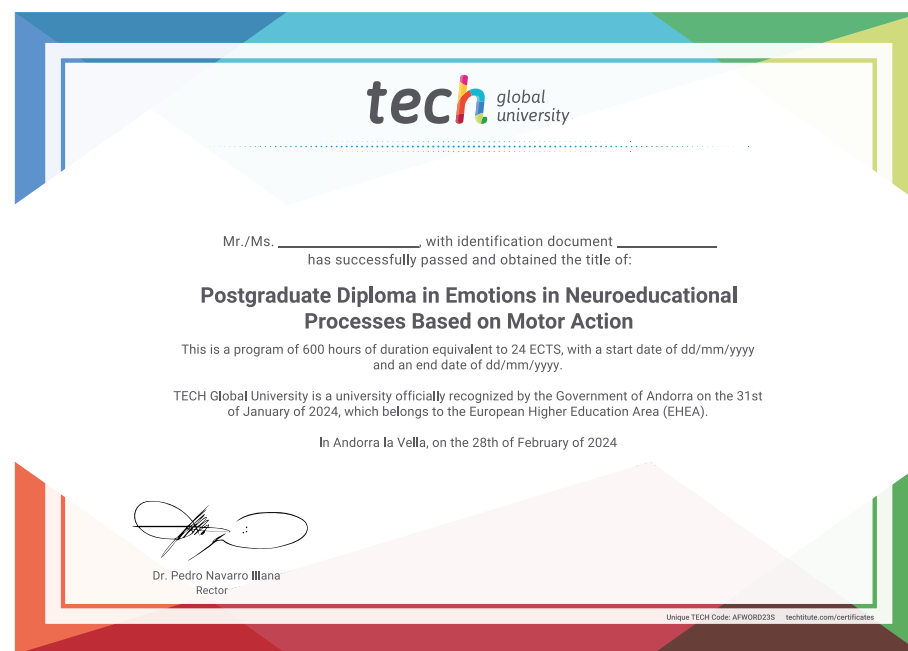 tech global
university
Mr./Ms. ____________________, with identification document ______________
has successfully passed and obtained the title of:
Postgraduate Diploma in Emotions in Neuroeducational
Processes Based on Motor Action
This is a program of 600 hours of duration equivalent to 24 ECTS, with a start date of dd/mm/yyyy
and an end date of dd/mm/yyyy.
TECH Global University is a university officially recognized by the Government of Andorra on the 31st
of January of 2024, which belongs to the European Higher Education Area (EHEA).
In Andorra la Vella, on the 28th of February of 2024
Dr. Pedro Navarro Illana
Rector
Unique TECH Code: AFWORD23S techtitute.com/certificates